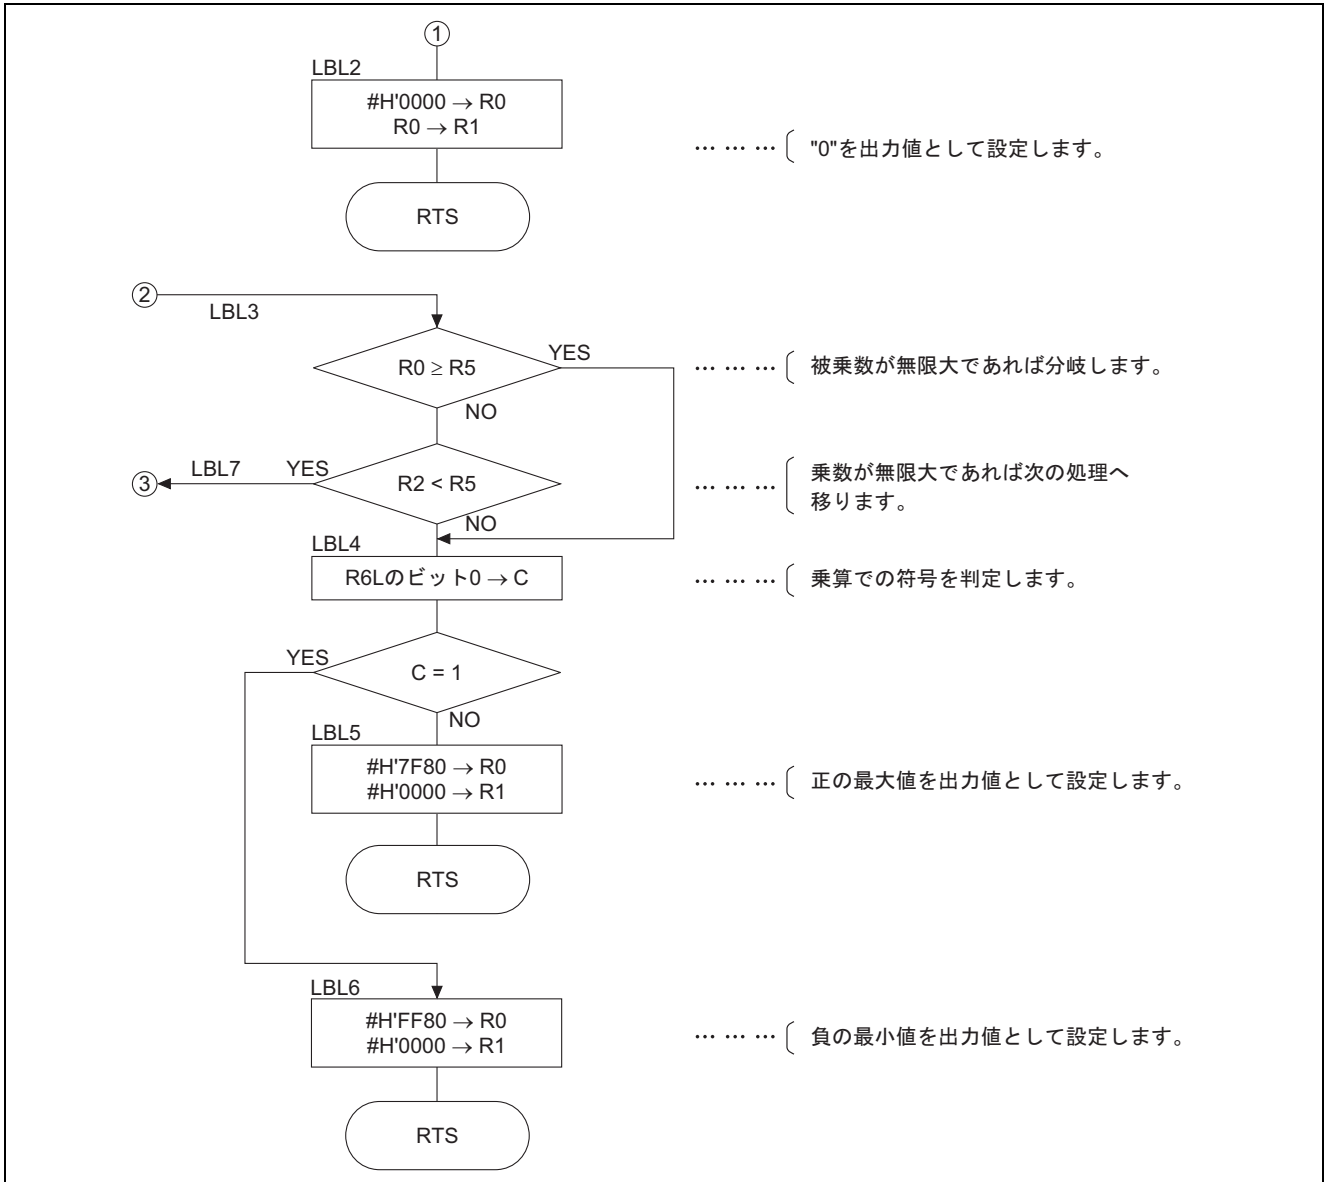 ①
LBL2
#H'0000 → R0
R0 → R1
… … … "0"を出力値として設定します。
RTS
②
LBL3
R0 ≥ R5
YES
… … … 被乗数が無限大であれば分岐します。
NO
③
LBL7
YES
R2 < R5
… … … 乗数が無限大であれば次の処理へ
移ります。
NO
LBL4
R6Lのビット0 → C
… … … 乗算での符号を判定します。
YES
C = 1
NO
LBL5
#H'7F80 → R0
#H'0000 → R1
… … … 正の最大値を出力値として設定します。
RTS
LBL6
#H'FF80 → R0
#H'0000 → R1
… … … 負の最小値を出力値として設定します。
RTS